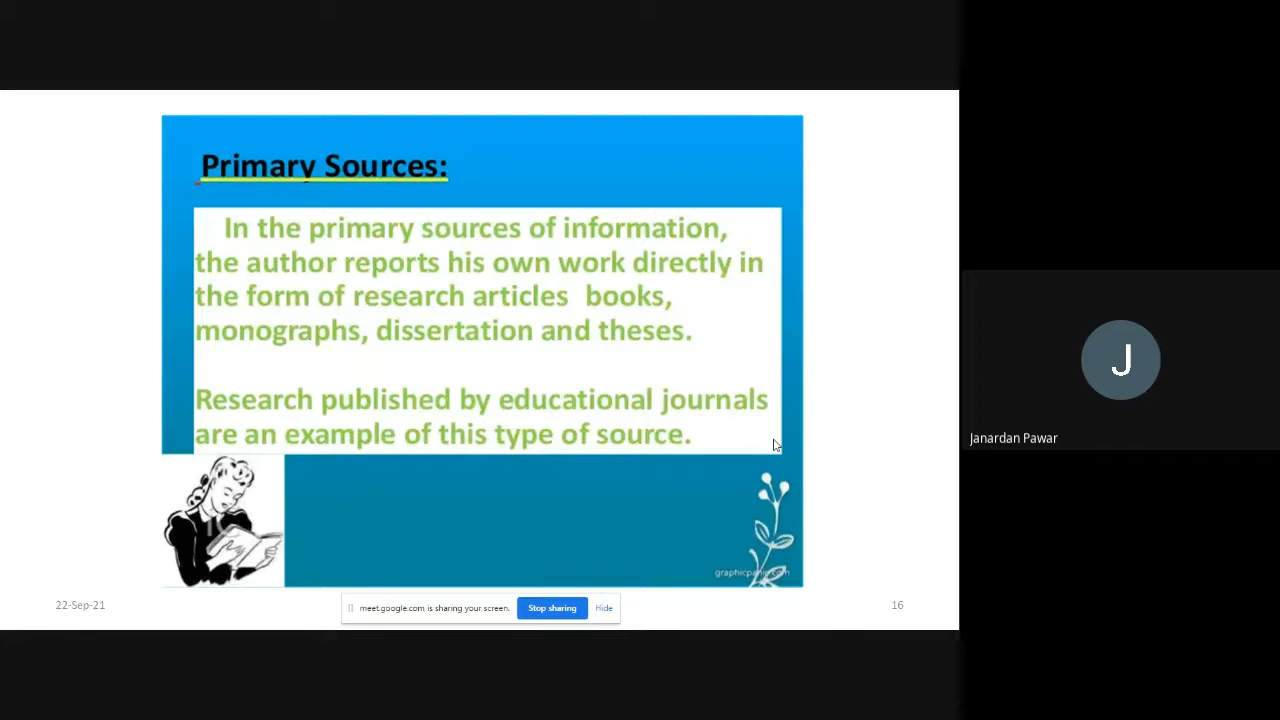 Primary Sources:
In the primary sources of information,
the author reports his own work directly in
the form of research articles  books,
monographs, dissertation and theses.
Research published by educational journals
are an example of this type of source.
22-Sep-21
meet.google.com is sharing your screen.
Stop sharing
Hide
16
J
Janardan Pawar